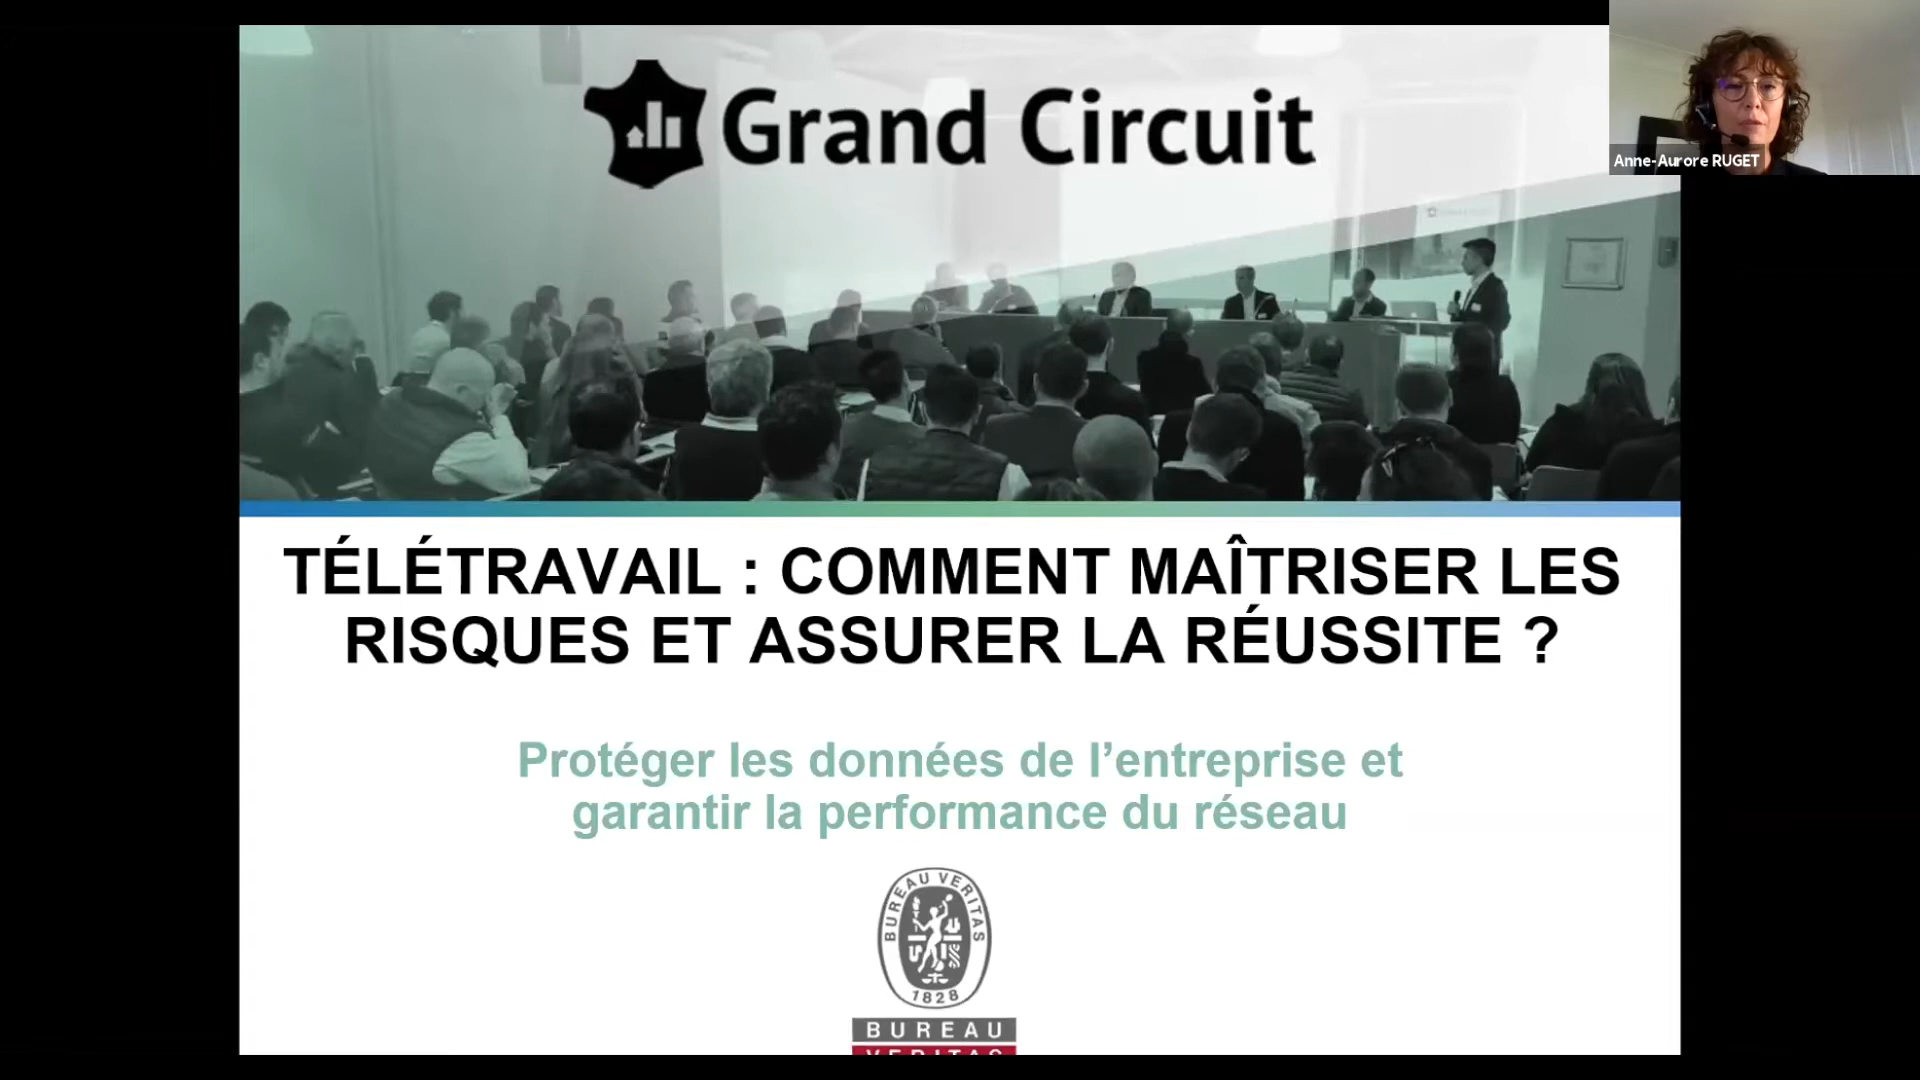 Grand Circuit
Anne-Aurore RUGET
TÉLÉTRAVAIL : COMMENT MAÎTRISER LES
RISQUES ET ASSURER LA RÉUSSITE ?
Protéger les données de l’entreprise et
garantir la performance du réseau
BUREAU VERITAS
1828
BUREAU
VERITAS